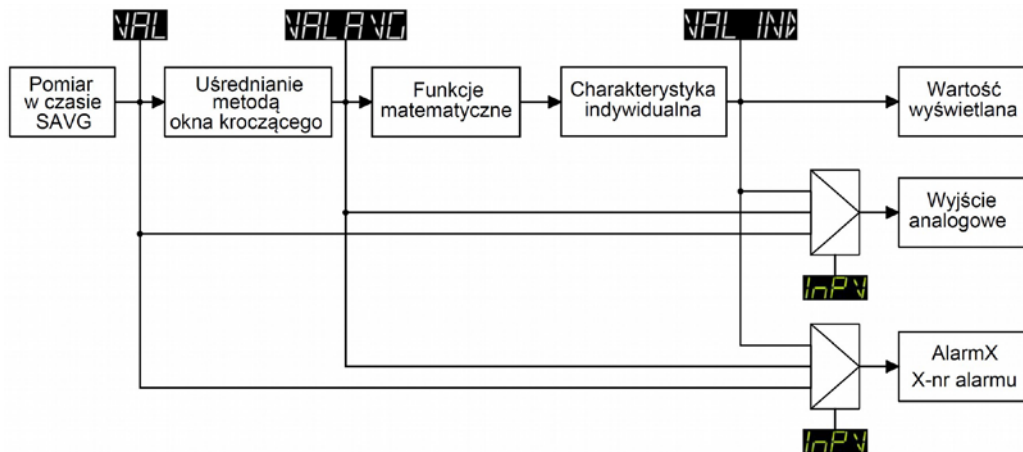 VAL
VALAVG
VAL IND
Pomiar
w czasie
SAVG
Uśrednianie
metodą
okna kroczącego
Funkcje
matematyczne
Charakterystyka
indywidualna
Wartość
wyświetlana
Wyjście
analogowe
InPV
AlarmX
X-nr alarmu
InPV